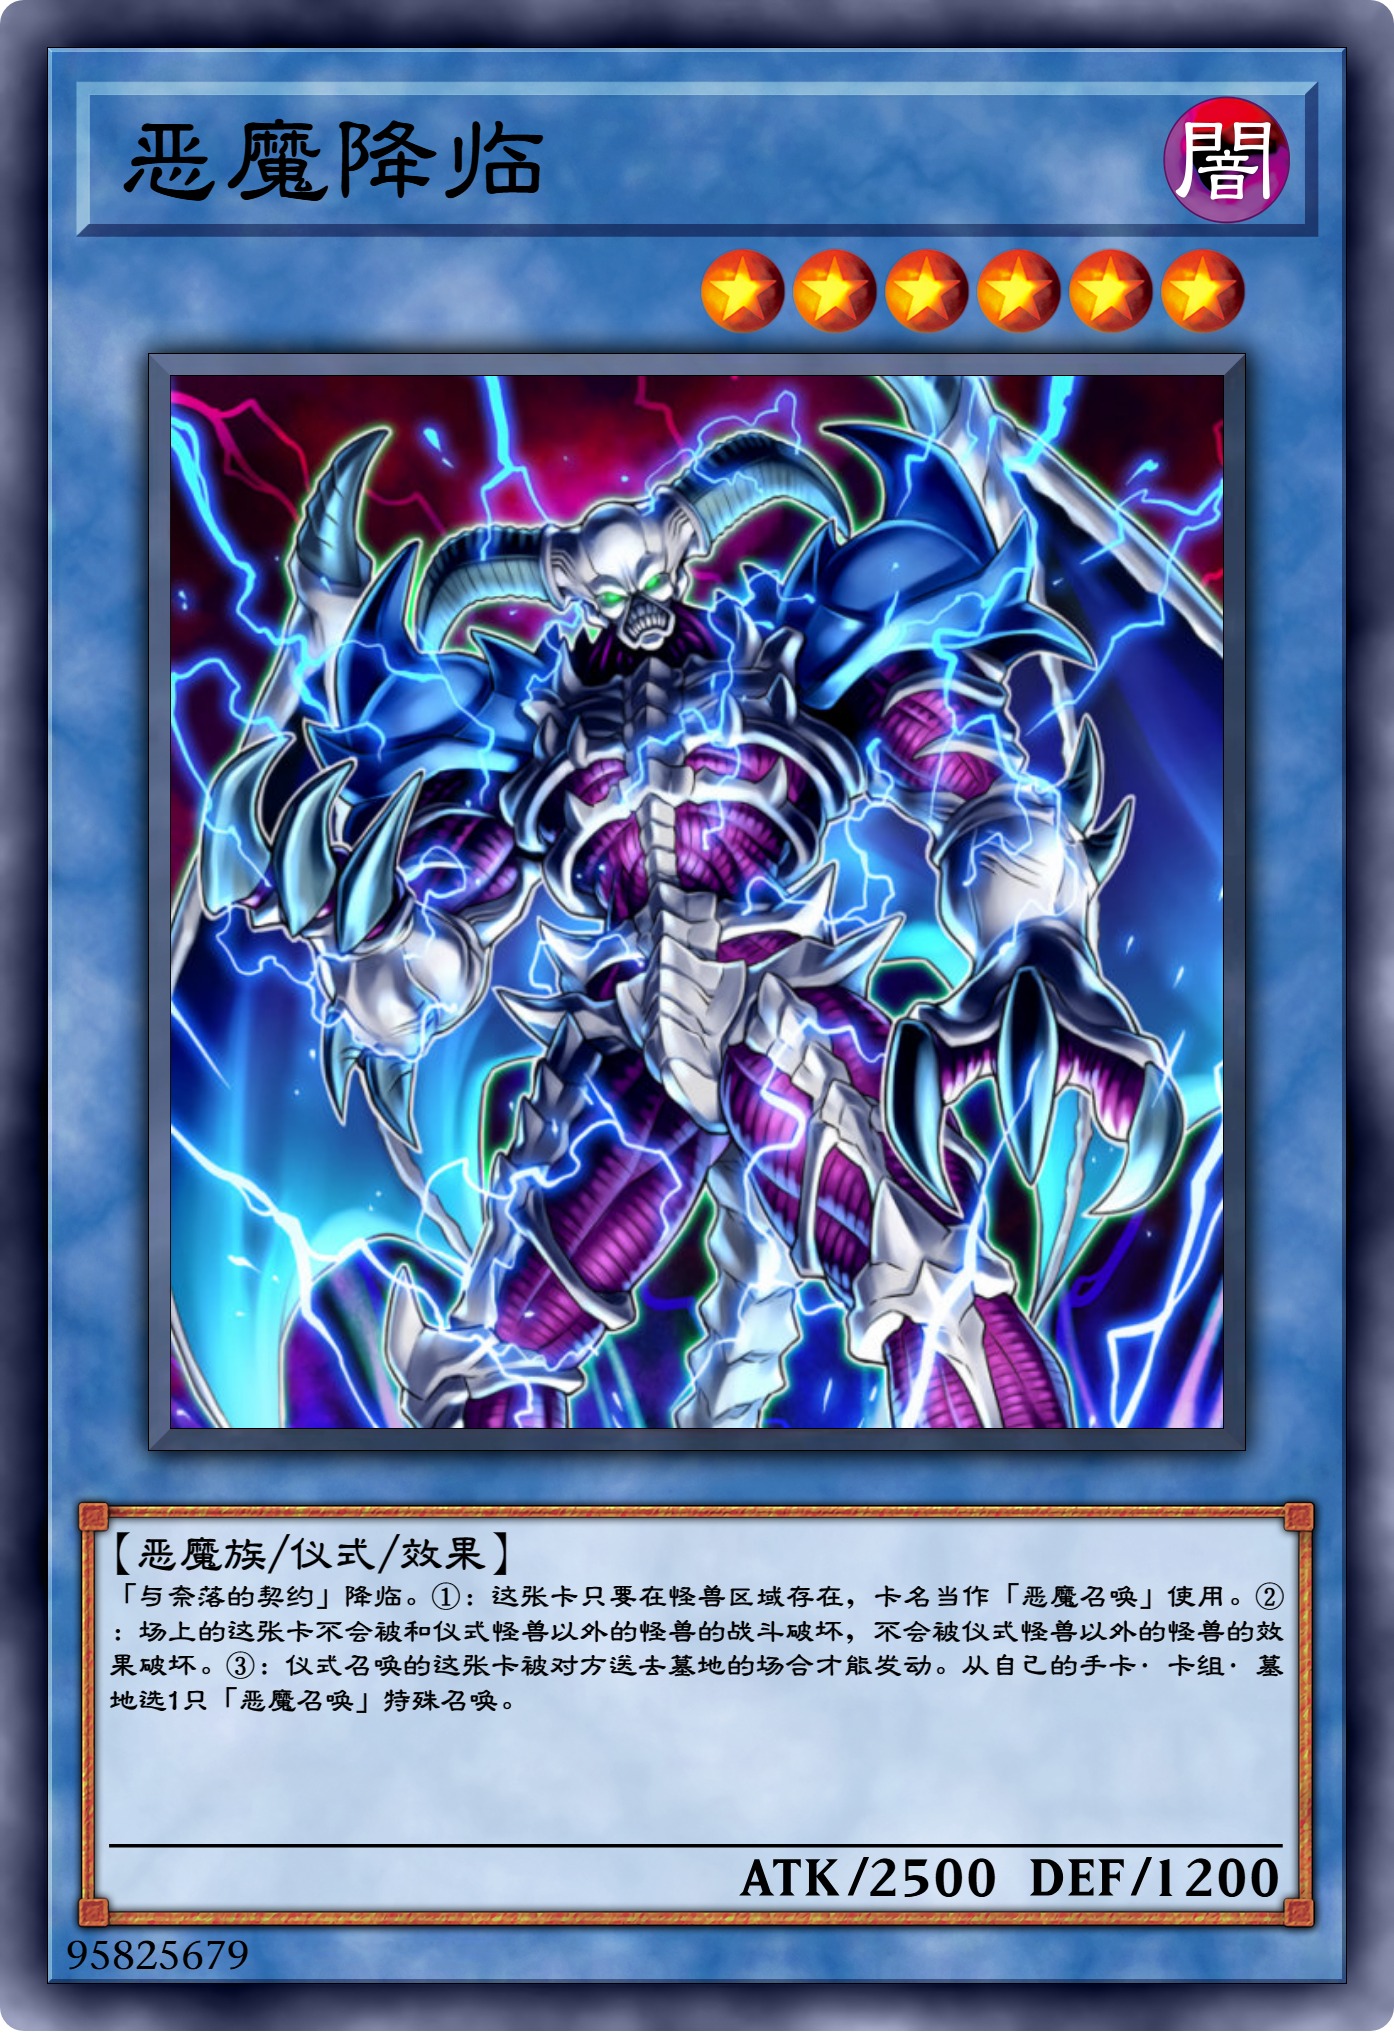 恶魔降临
闇
【恶魔族/仪式/效果】
「与奈落的契约」降临。①：这张卡只要在怪兽区域存在，卡名当作「恶魔召唤」使用。②
：场上的这张卡不会被和仪式怪兽以外的怪兽的战斗破坏，不会被仪式怪兽以外的怪兽的效
果破坏。③：仪式召唤的这张卡被对方送去墓地的场合才能发动。从自己的手卡·卡组·墓
地选1只「恶魔召唤」特殊召唤。
ATK/2500 DEF/1200
95825679